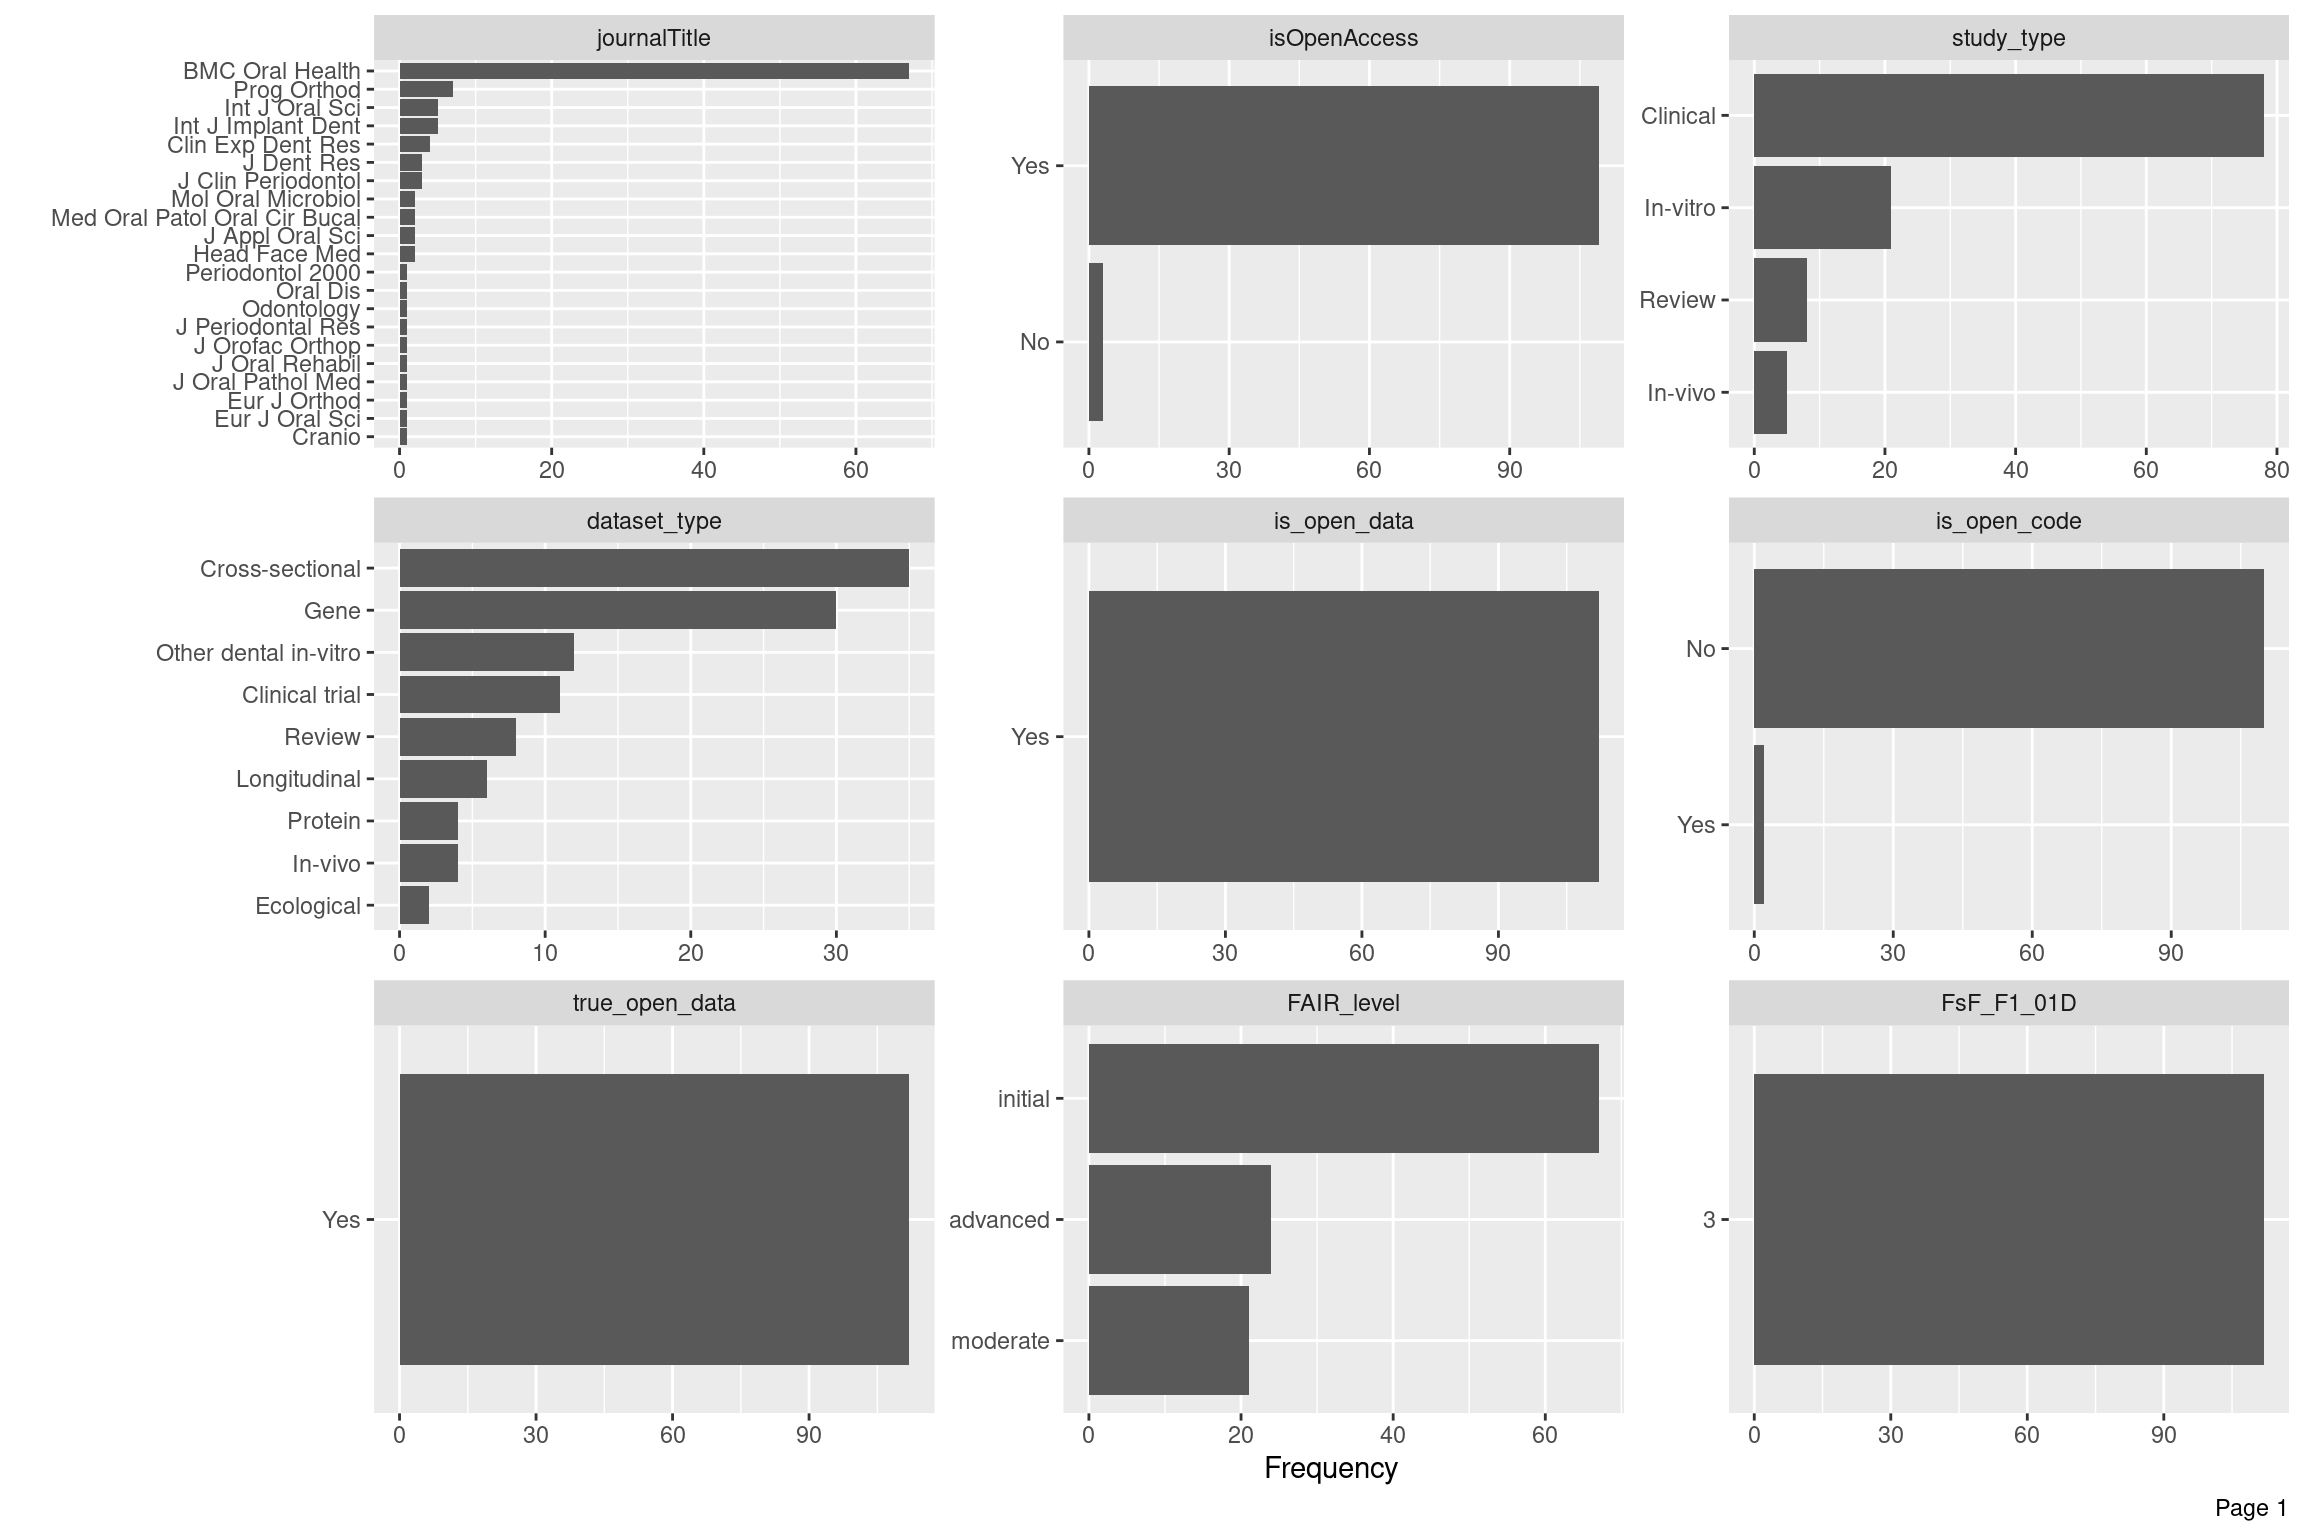 journalTitle
BMC Oral Health
Prog Orthod
Int J Oral Sci
Int J Implant Dent
Clin Exp Dent Res
J Dent Res
J Clin Periodontol
Mol Oral Microbiol
Med Oral Patol Oral Cir Bucal
J Appl Oral Sci
Head Face Med
Periodontol 2000
Oral Dis
Odontology
J Periodontal Res
J Orofac Orthop
J Oral Rehabil
J Oral Pathol Med
Eur J Orthod
Eur J Oral Sci
Cranio
0 20 40 60
isOpenAccess
Yes
No
0 30 60 90
study_type
Clinical
In-vitro
Review
In-vivo
0 20 40 60 80
dataset_type
Cross-sectional
Gene
Other dental in-vitro
Clinical trial
Review
Longitudinal
Protein
In-vivo
Ecological
0 10 20 30
is_open_data
Yes
0 30 60 90
is_open_code
No
Yes
0 30 60 90
true_open_data
Yes
0 30 60 90
FAIR_level
initial
advanced
moderate
0 20 40 60
FsF_F1_01D
3
0 30 60 90
Frequency
Page 1